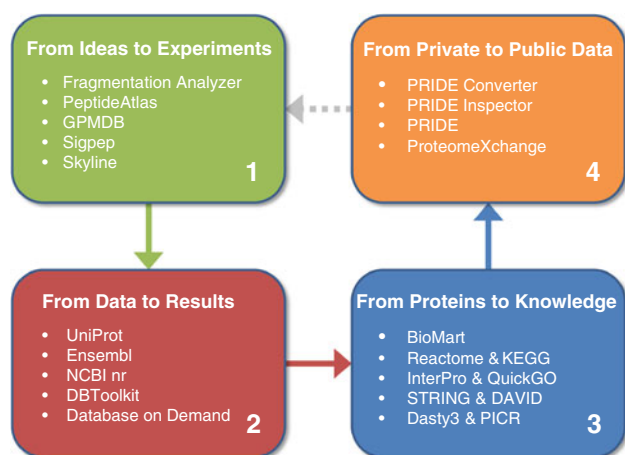 From Ideas to Experiments
• Fragmentation Analyzer
• PeptideAtlas
• GPMDB
• Sigpep
• Skyline
1
From Data to Results
• UniProt
• Ensembl
• NCBI nr
• DBToolkit
• Database on Demand
2
From Proteins to Knowledge
• BioMart
• Reactome & KEGG
• InterPro & QuickGO
• STRING & DAVID
• Dasty3 & PICR
3
From Private to Public Data
• PRIDE Converter
• PRIDE Inspector
• PRIDE
• ProteomeXchange
4